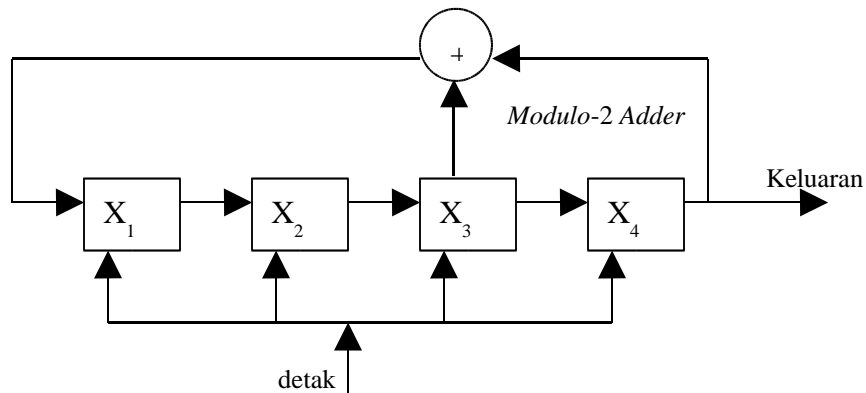 +
Modulo-2 Adder
Keluaran
X₁ X₂ X₃ X₄
detak